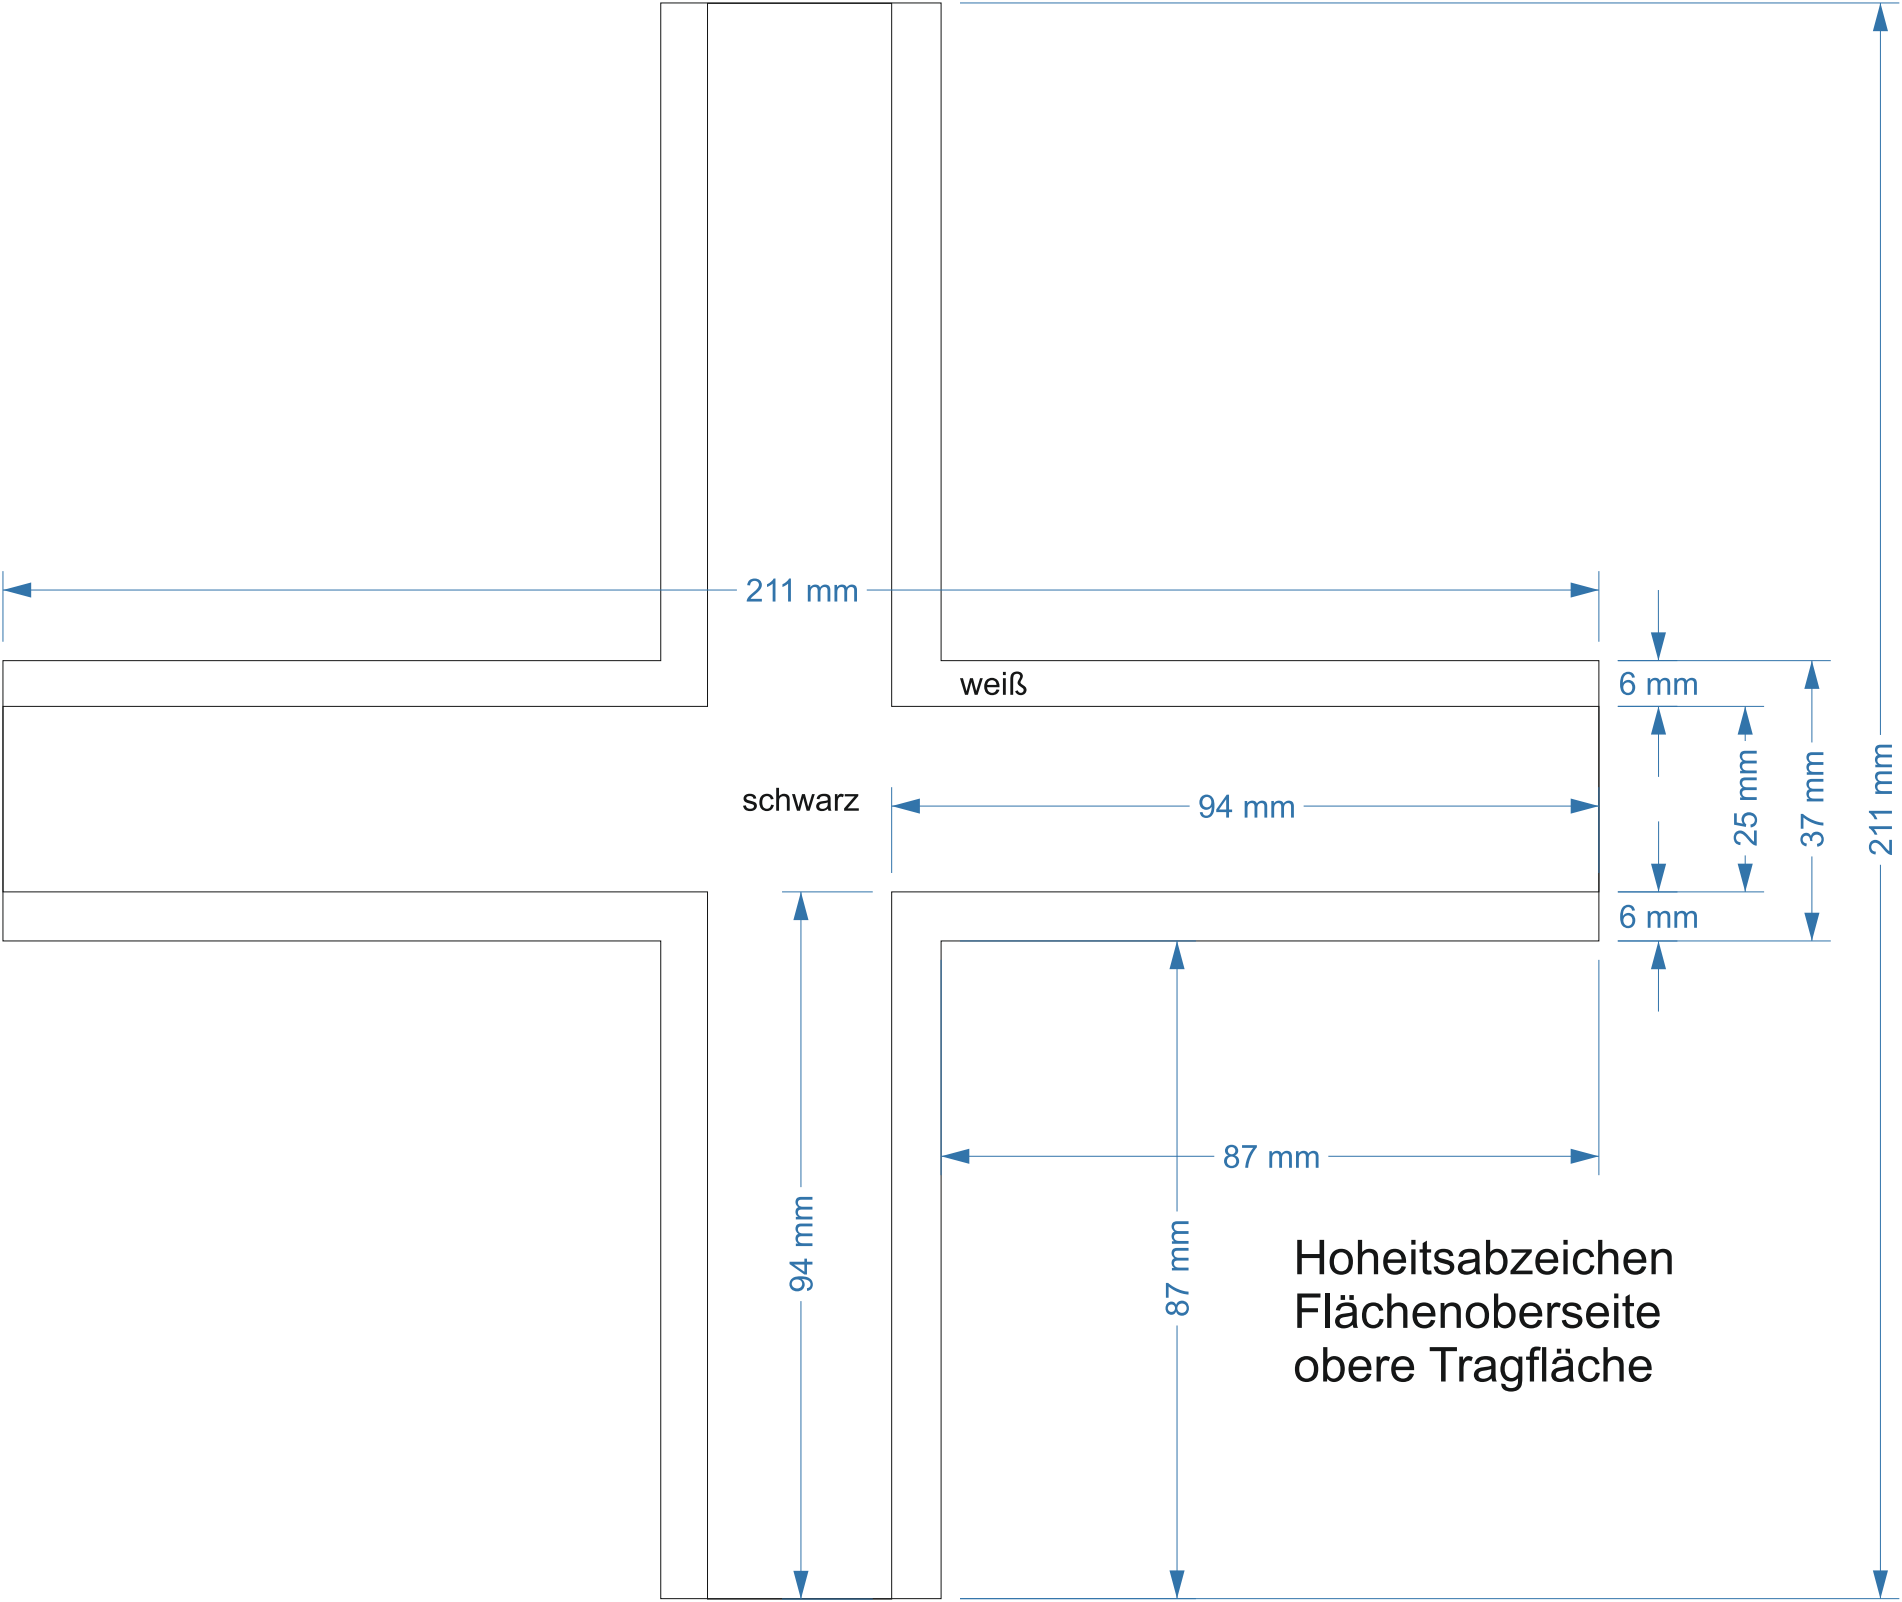 211 mm
weiß
6 mm
schwarz
94 mm
25 mm
37 mm
211 mm
6 mm
87 mm
94 mm
87 mm
Hoheitsabzeichen
Flächenoberseite
obere Tragfläche